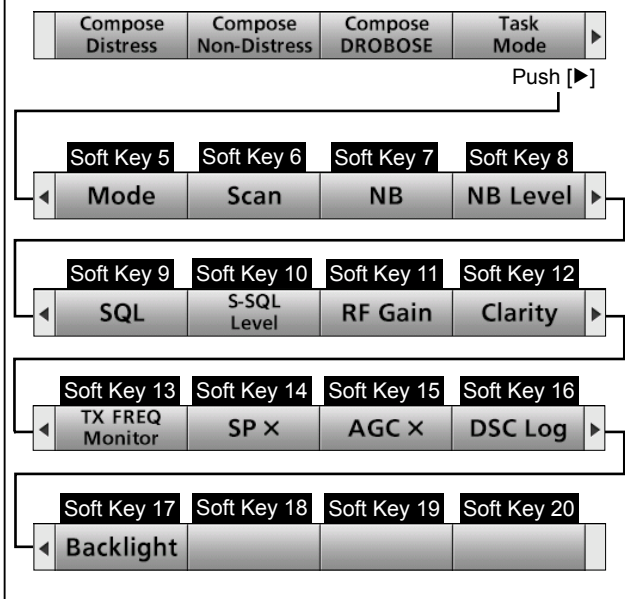 Compose Compose Compose Task
Distress Non-Distress DROBOSE Mode ▶
Push [▶]
Soft Key 5 Soft Key 6 Soft Key 7 Soft Key 8
◀ Mode Scan NB NB Level ▶
Soft Key 9 Soft Key 10 Soft Key 11 Soft Key 12
◀ SQL S-SQL Level RF Gain Clarity ▶
Soft Key 13 Soft Key 14 Soft Key 15 Soft Key 16
◀ TX FREQ Monitor SP × AGC × DSC Log ▶
Soft Key 17 Soft Key 18 Soft Key 19 Soft Key 20
◀ Backlight